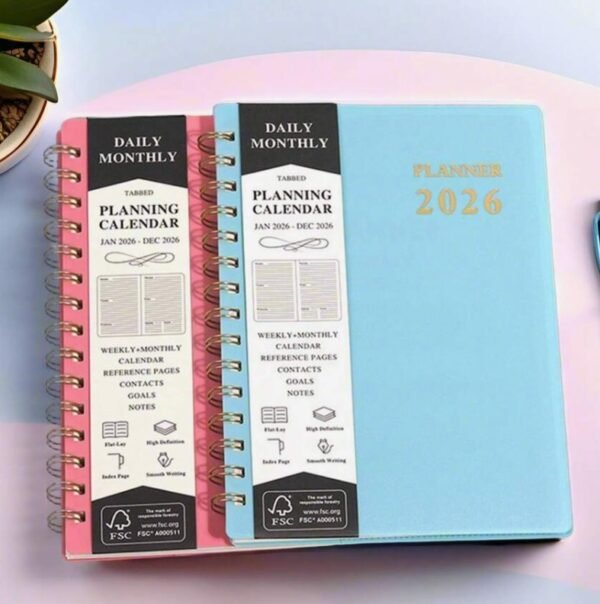 DAILY
MONTHLY
TABBED
PLANNING
CALENDAR
JAN 2026 - DEC 2026
WEEKLY+MONTHLY
CALENDAR
REFERENCE PAGES
CONTACTS
GOALS
NOTES
Flat-Lay
High Definition
Index Page
Smooth Writing
FSC
The mark of
responsible forestry
www.fsc.org
FSC® A000511
DAILY
MONTHLY
TABBED
PLANNING
CALENDAR
JAN 2026 - DEC 2026
WEEKLY+MONTHLY
CALENDAR
REFERENCE PAGES
CONTACTS
GOALS
NOTES
Flat-Lay
High Definition
Index Page
Smooth Writing
FSC
The mark of
responsible forestry
www.fsc.org
FSC® A000511
PLANNER
2026